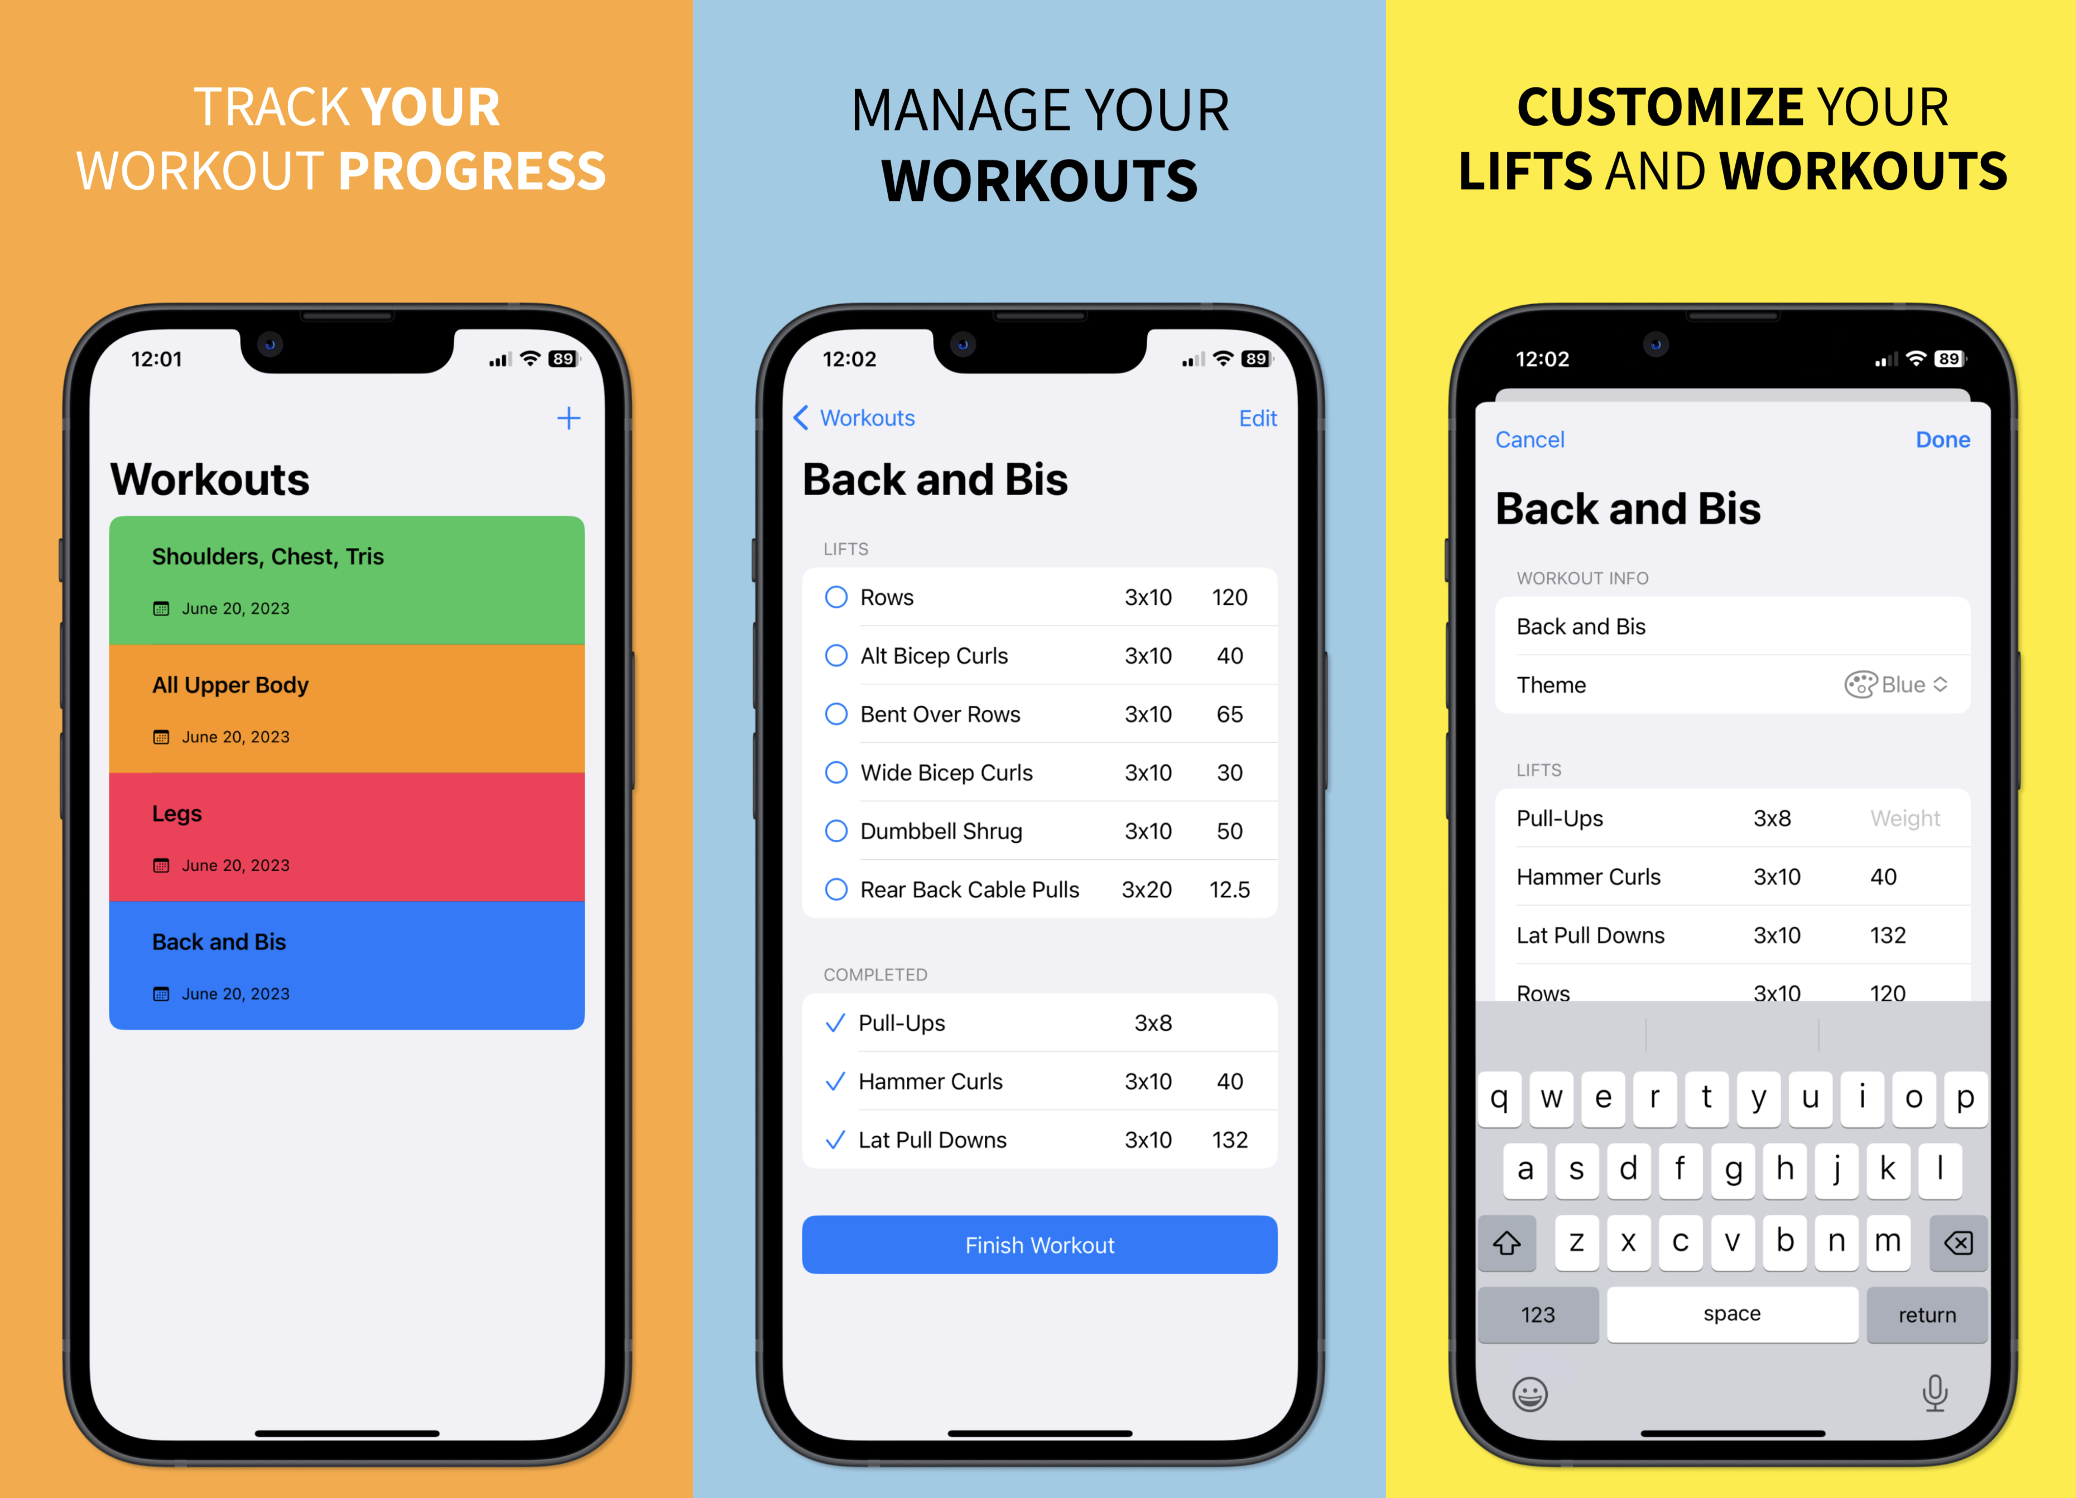 TRACK YOUR
WORKOUT PROGRESS
12:01
89
Workouts
Shoulders, Chest, Tris
June 20, 2023
All Upper Body
June 20, 2023
Legs
June 20, 2023
Back and Bis
June 20, 2023
MANAGE YOUR
WORKOUTS
12:02
89
Workouts Edit
Back and Bis
LIFTS
Rows 3x10 120
Alt Bicep Curls 3x10 40
Bent Over Rows 3x10 65
Wide Bicep Curls 3x10 30
Dumbbell Shrug 3x10 50
Rear Back Cable Pulls 3x20 12.5
COMPLETED
Pull-Ups 3x8
Hammer Curls 3x10 40
Lat Pull Downs 3x10 132
Finish Workout
CUSTOMIZE YOUR
LIFTS AND WORKOUTS
12:02
89
Cancel Done
Back and Bis
WORKOUT INFO
Back and Bis
Theme Blue
LIFTS
Pull-Ups 3x8 Weight
Hammer Curls 3x10 40
Lat Pull Downs 3x10 132
Rows 3x10 120
q w e r t y u i o p
a s d f g h j k l
z x c v b n m
123 space return